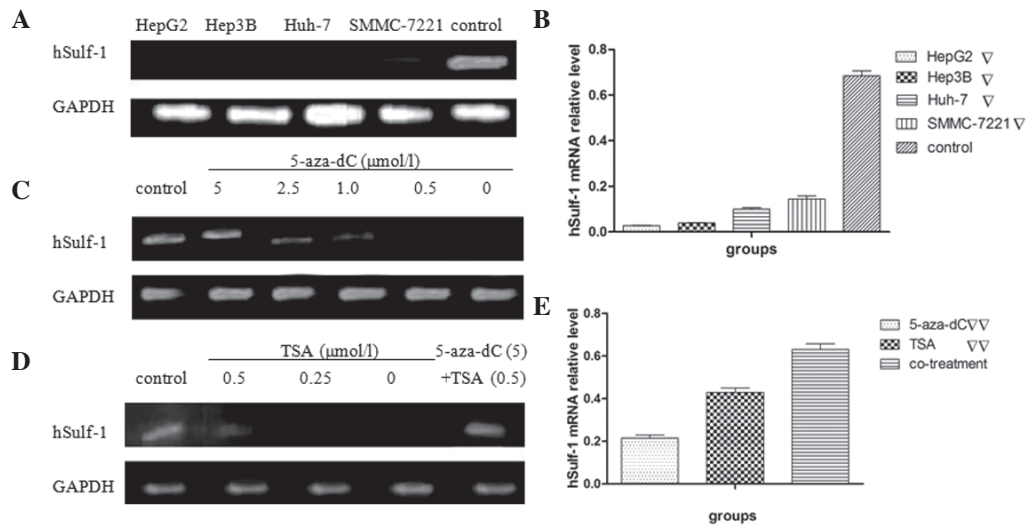 A
HepG2 Hep3B Huh-7 SMMC-7221 control
hSulf-1
GAPDH
B
hSulf-1 mRNA relative level
0.8
0.6
0.4
0.2
0.0
groups
HepG2 ▽
Hep3B ▽
Huh-7 ▽
SMMC-7221 ▽
control
C
5-aza-dC (μmol/l)
control 5 2.5 1.0 0.5 0
hSulf-1
GAPDH
D
TSA (μmol/l) 5-aza-dC (5)
control 0.5 0.25 0 +TSA (0.5)
hSulf-1
GAPDH
E
hSulf-1 mRNA relative level
0.8
0.6
0.4
0.2
0.0
groups
5-aza-dC▽▽
TSA ▽▽
co-treatment